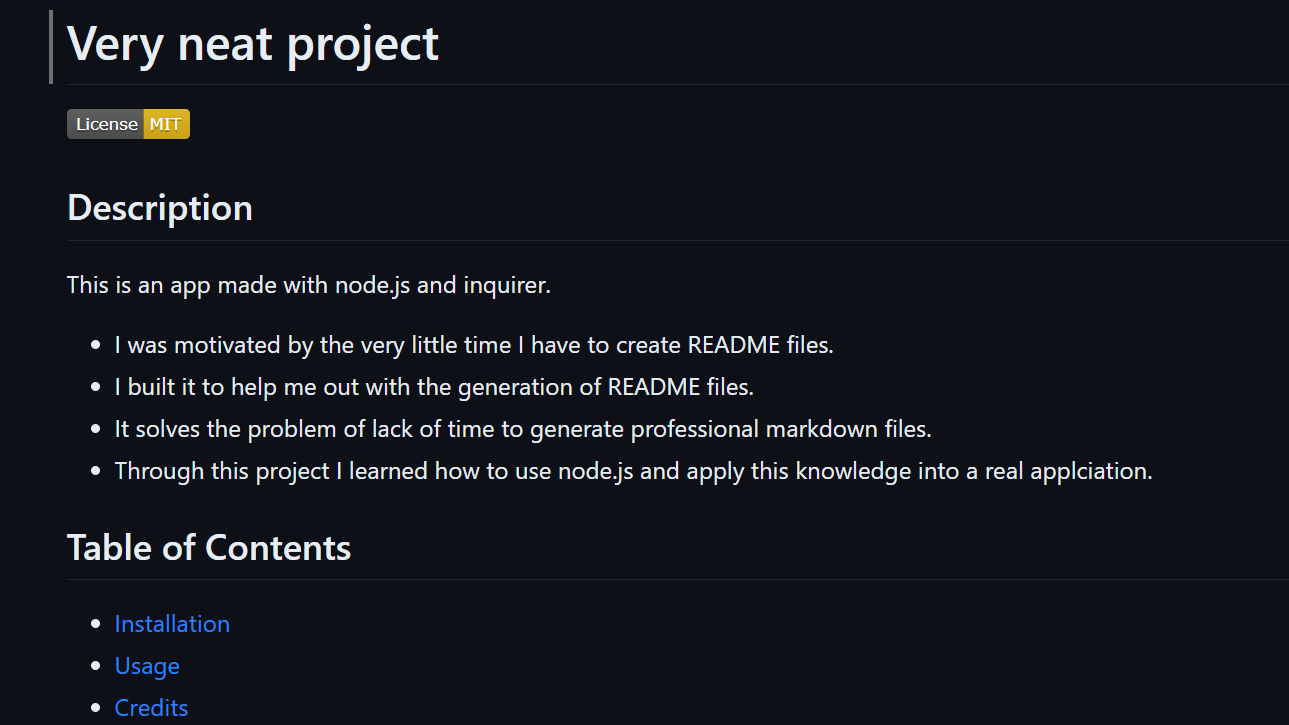 Very neat project
License MIT
Description
This is an app made with node.js and inquirer.
I was motivated by the very little time I have to create README files.
I built it to help me out with the generation of README files.
It solves the problem of lack of time to generate professional markdown files.
Through this project I learned how to use node.js and apply this knowledge into a real applciation.
Table of Contents
Installation
Usage
Credits